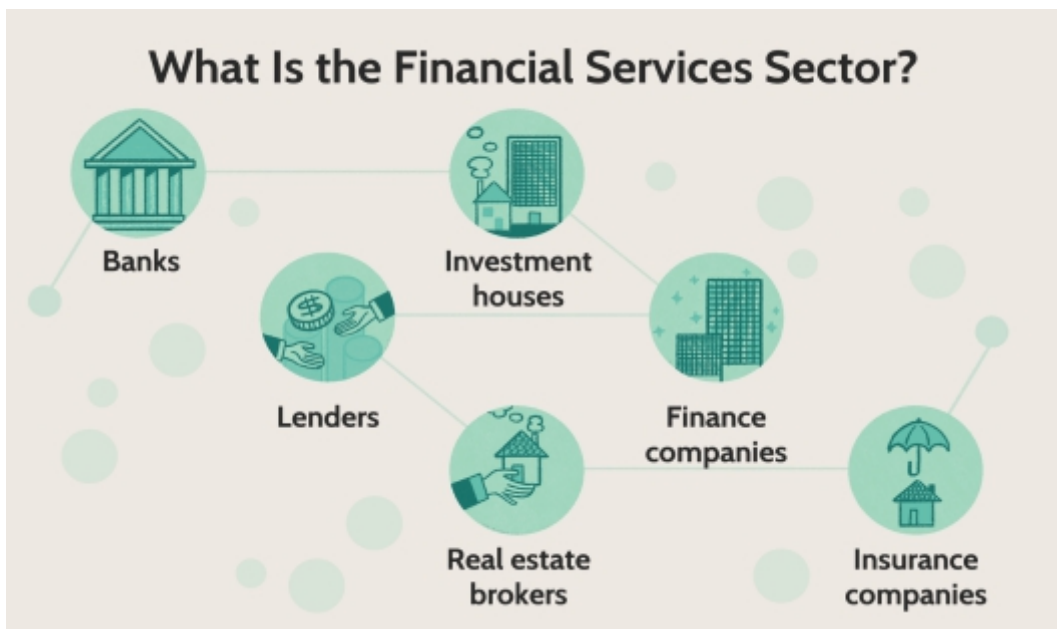 What Is the Financial Services Sector?
Banks
Investment
houses
Lenders
Finance
companies
Real estate
brokers
Insurance
companies